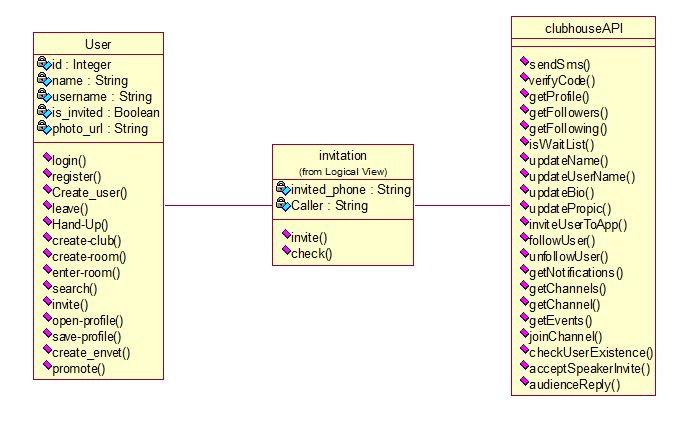 User
id : Integer
name : String
username : String
is_invited : Boolean
photo_url : String
login()
register()
Create_user()
leave()
Hand-Up()
create-club()
create-room()
enter-room()
search()
invite()
open-profile()
save-profile()
create_envet()
promote()
invitation
(from Logical View)
invited_phone : String
Caller : String
invite()
check()
clubhouseAPI
sendSms()
verifyCode()
getProfile()
getFollowers()
getFollowing()
isWaitList()
updateName()
updateUserName()
updateBio()
updatePropic()
inviteUserToApp()
followUser()
unfollowUser()
getNotifications()
getChannels()
getChannel()
getEvents()
joinChannel()
checkUserExistence()
acceptSpeakerInvite()
audienceReply()